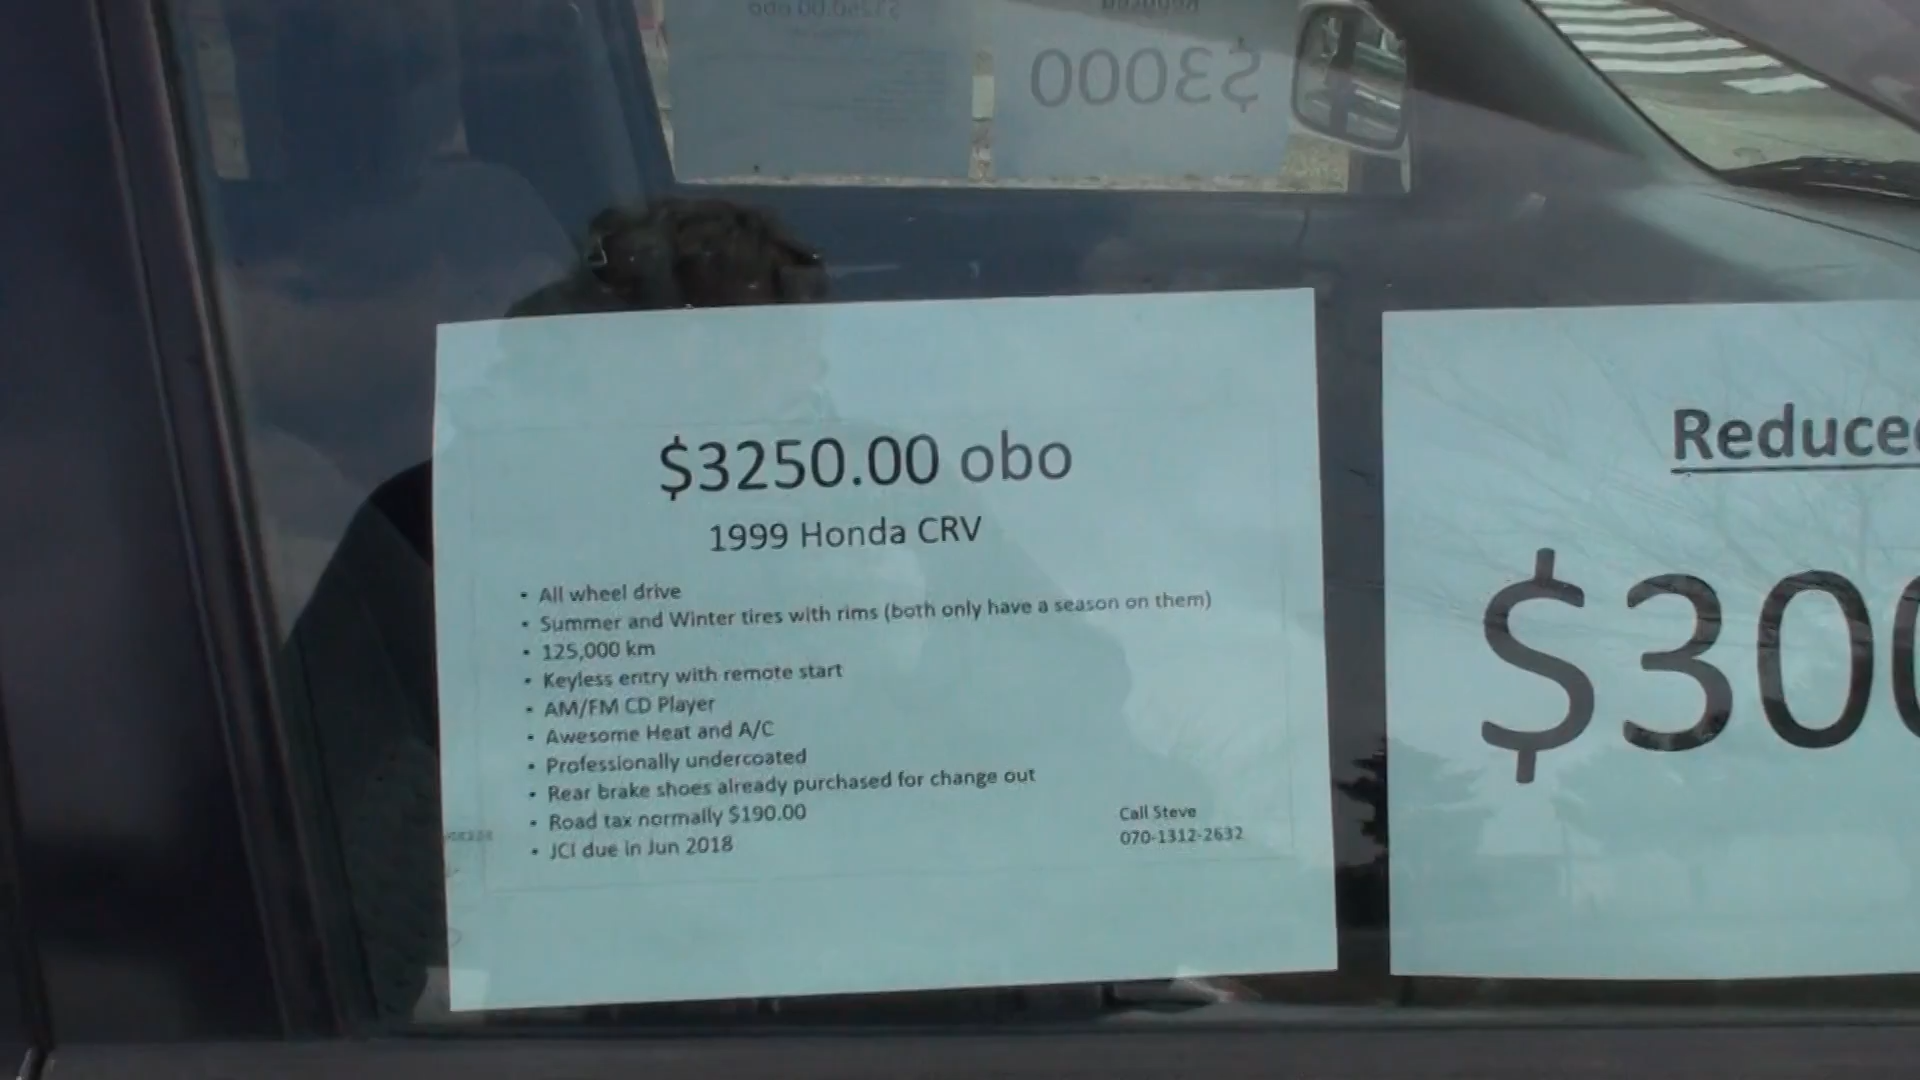 $3000
$3250.00 obo
1999 Honda CRV
• All wheel drive
• Summer and Winter tires with rims (both only have a season on them)
• 125,000 km
• Keyless entry with remote start
• AM/FM CD Player
• Awesome Heat and A/C
• Professionally undercoated
• Rear brake shoes already purchased for change out
• Road tax normally $190.00
• JCI due in Jun 2018
Call Steve
070-1312-2632
Reduce
$30